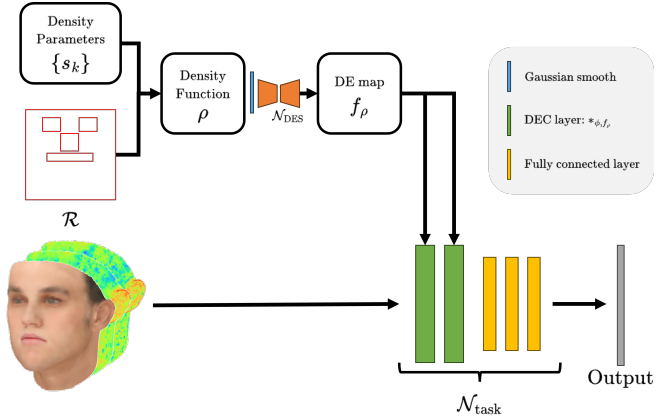 Density
Parameters
{s_k}
Density
Function
ρ
𝒩_DES
DE map
f_ρ
Gaussian smooth
DEC layer: *_ϕ,f_ρ
Fully connected layer
ℛ
Output
𝒩_task